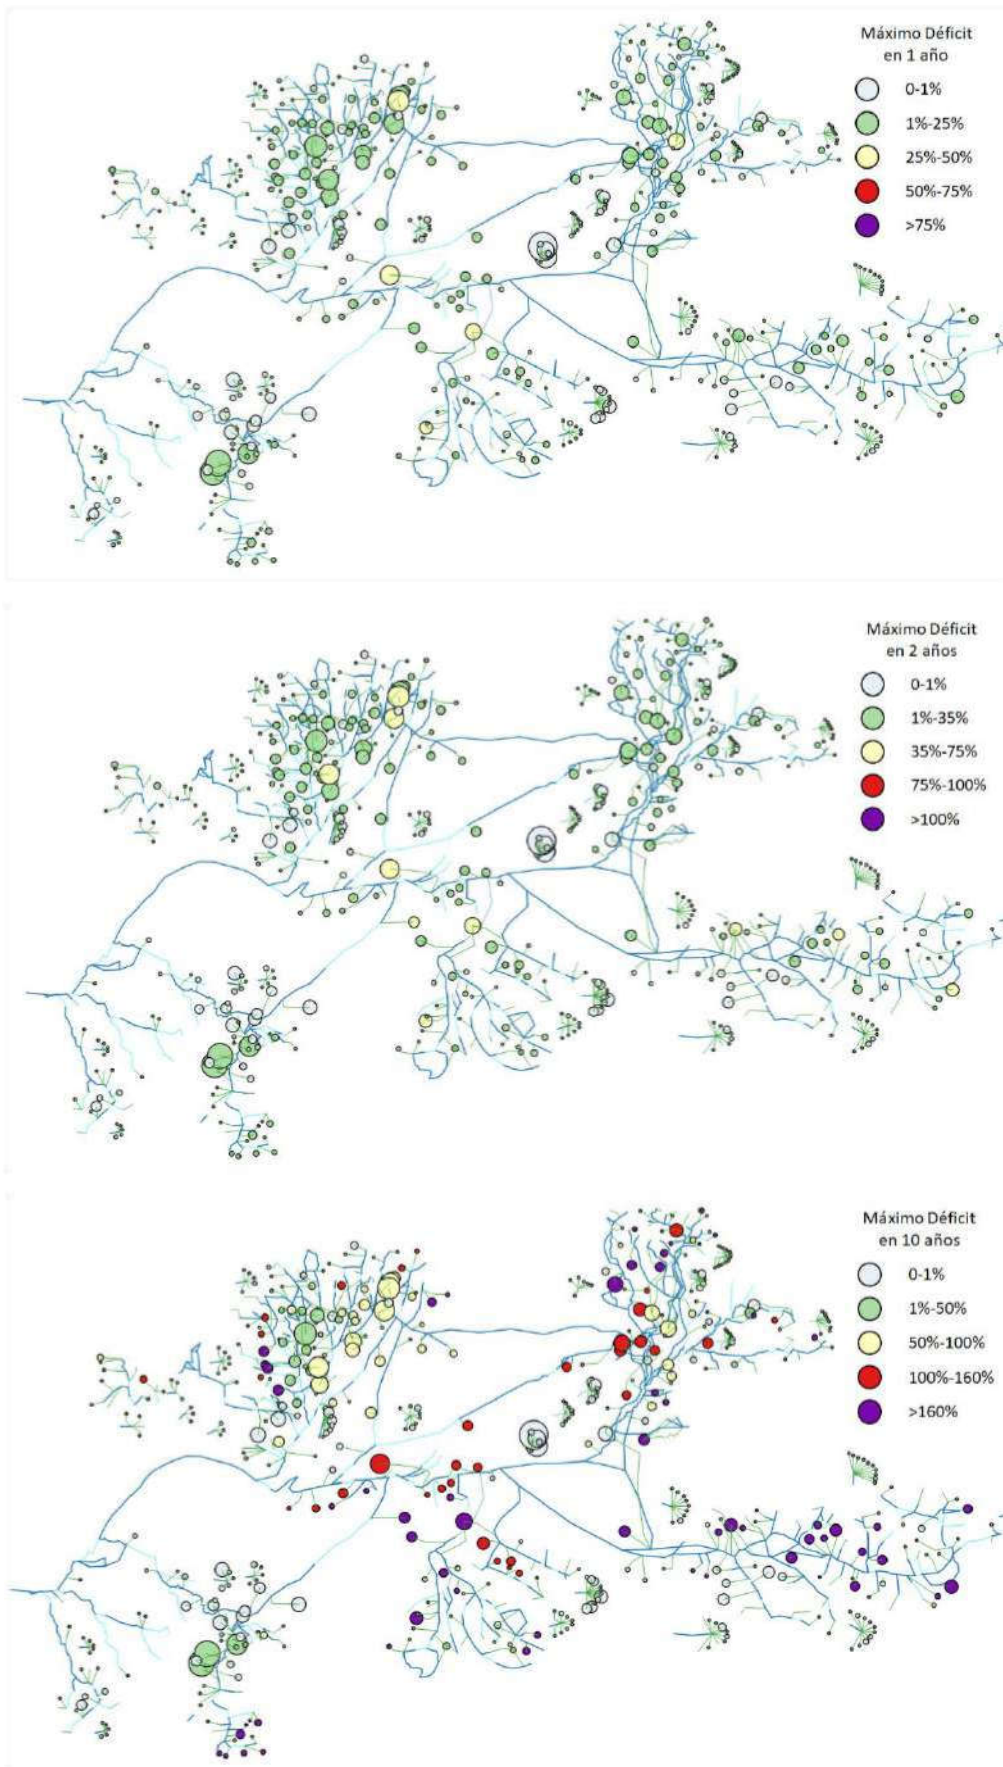 Máximo Déficit
en 1 año
0-1%
1%-25%
25%-50%
50%-75%
>75%
Máximo Déficit
en 2 años
0-1%
1%-35%
35%-75%
75%-100%
>100%
Máximo Déficit
en 10 años
0-1%
1%-50%
50%-100%
100%-160%
>160%